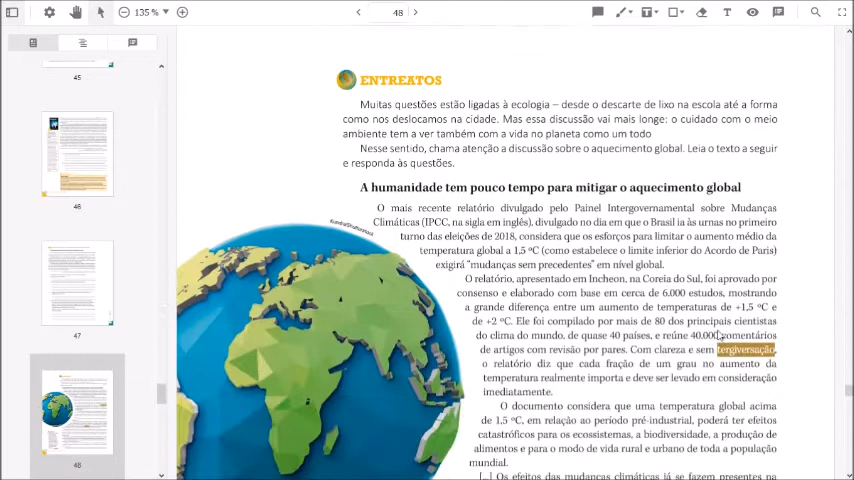 135 %
48
45
46
47
48
ENTREATOS
Muitas questões estão ligadas à ecologia – desde o descarte de lixo na escola até a forma
como nos deslocamos na cidade. Mas essa discussão vai mais longe: o cuidado com o meio
ambiente tem a ver também com a vida no planeta como um todo
Nesse sentido, chama atenção a discussão sobre o aquecimento global. Leia o texto a seguir
e responda às questões.
A humanidade tem pouco tempo para mitigar o aquecimento global
O mais recente relatório divulgado pelo Painel Intergovernamental sobre Mudanças
Climáticas (IPCC, na sigla em inglês), divulgado no dia em que o Brasil ia às urnas no primeiro
turno das eleições de 2018, considera que os esforços para limitar o aumento médio da
temperatura global a 1,5 ºC (como estabelece o limite inferior do Acordo de Paris)
exigirá “mudanças sem precedentes” em nível global.
O relatório, apresentado em Incheon, na Coreia do Sul, foi aprovado por
consenso e elaborado com base em cerca de 6.000 estudos, mostrando
a grande diferença entre um aumento de temperaturas de +1,5 ºC e
de +2 ºC. Ele foi compilado por mais de 80 dos principais cientistas
do clima do mundo, de quase 40 países, e reúne 40.000 comentários
de artigos com revisão por pares. Com clareza e sem tergiversação,
o relatório diz que cada fração de um grau no aumento da
temperatura realmente importa e deve ser levado em consideração
imediatamente.
O documento considera que uma temperatura global acima
de 1,5 ºC, em relação ao período pré-industrial, poderá ter efeitos
catastróficos para os ecossistemas, a biodiversidade, a produção de
alimentos e para o modo de vida rural e urbano de toda a população
mundial.
[...] Os efeitos das mudanças climáticas já se fazem presentes na